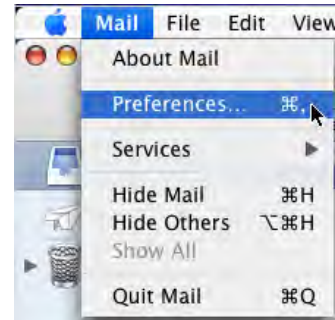 Mail File Edit View
About Mail
Preferences... ⌘,
Services
Hide Mail ⌘H
Hide Others ⌥⌘H
Show All
Quit Mail ⌘Q